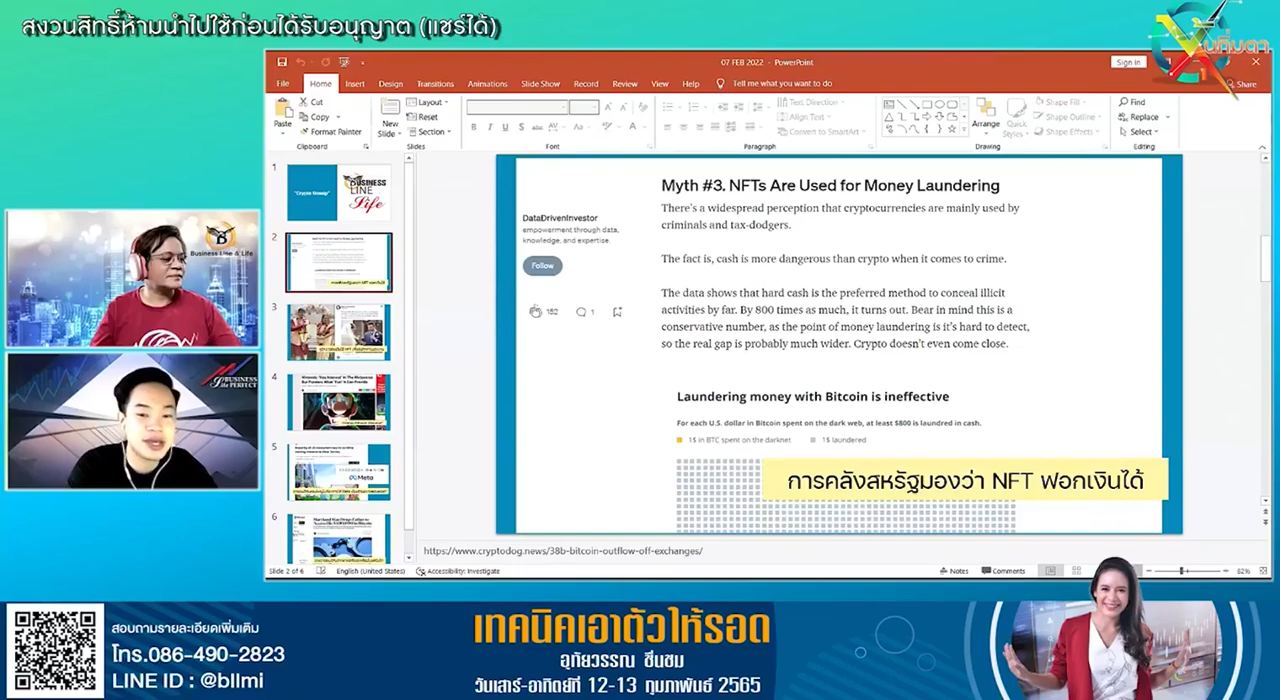 สงวนสิทธิ์ห้ามนำไปใช้ก่อนได้รับอนุญาต (แชร์ได้)
07 FEB 2022 - PowerPoint
Sign in
File Home Insert Design Transitions Animations Slide Show Record Review View Help Tell me what you want to do
Share
Paste
Cut
Copy
Format Painter
Clipboard
New Slide
Layout
Reset
Section
Slides
Font
Text Direction
Align Text
Convert to SmartArt
Paragraph
Arrange
Quick Styles
Shape Fill
Shape Outline
Shape Effects
Drawing
Find
Replace
Select
Editing
1
"Crypto Gossip"
BUSINESS
LINE
Life
2
3
4
5
Meta
6
Business Line & Life
BUSINESS
life PERFECT
DataDrivenInvestor
empowerment through data,
knowledge, and expertise
Follow
152 1
Myth #3. NFTs Are Used for Money Laundering
There's a widespread perception that cryptocurrencies are mainly used by
criminals and tax-dodgers.
The fact is, cash is more dangerous than crypto when it comes to crime.
The data shows that hard cash is the preferred method to conceal illicit
activities by far. By 800 times as much, it turns out. Bear in mind this is a
conservative number, as the point of money laundering is it's hard to detect,
so the real gap is probably much wider. Crypto doesn't even come close.
Laundering money with Bitcoin is ineffective
For each U.S. dollar in Bitcoin spent on the dark web, at least $800 is laundred in cash.
1$ in BTC spent on the darknet 1$ laundered
การคลังสหรัฐมองว่า NFT ฟอกเงินได้
https://www.cryptodog.news/38b-bitcoin-outflow-off-exchanges/
Slide 2 of 6 English (United States) Accessibility: Investigate Notes Comments 82%
สอบถามรายละเอียดเพิ่มเติม
โทร.086-490-2823
LINE ID : @bllmi
เทคนิคเอาตัวให้รอด
อุทัยวรรณ ชื่นชม
วันเสาร์-อาทิตย์ที่ 12-13 กุมภาพันธ์ 2565